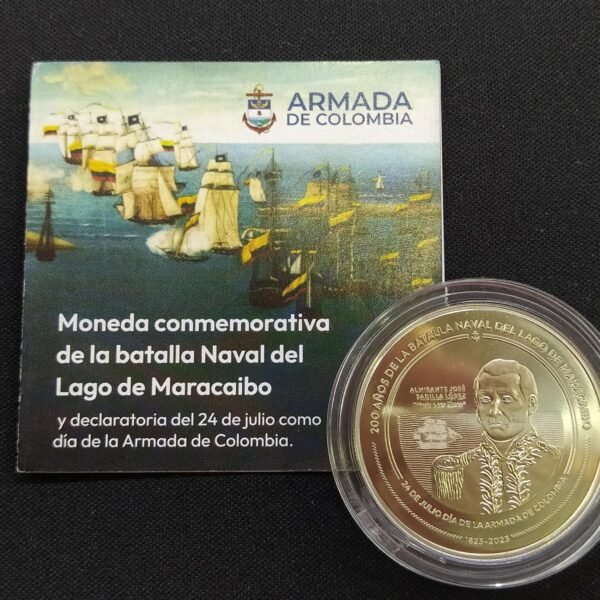 ARMADA
DE COLOMBIA
Moneda conmemorativa
de la batalla Naval del
Lago de Maracaibo
y declaratoria del 24 de julio como
día de la Armada de Colombia.
200 AÑOS DE LA BATALLA NAVAL DEL LAGO DE MARACAIBO
ALMIRANTE JOSÉ
PADILLA LÓPEZ
24 DE JULIO DÍA DE LA ARMADA DE COLOMBIA
1823-2023